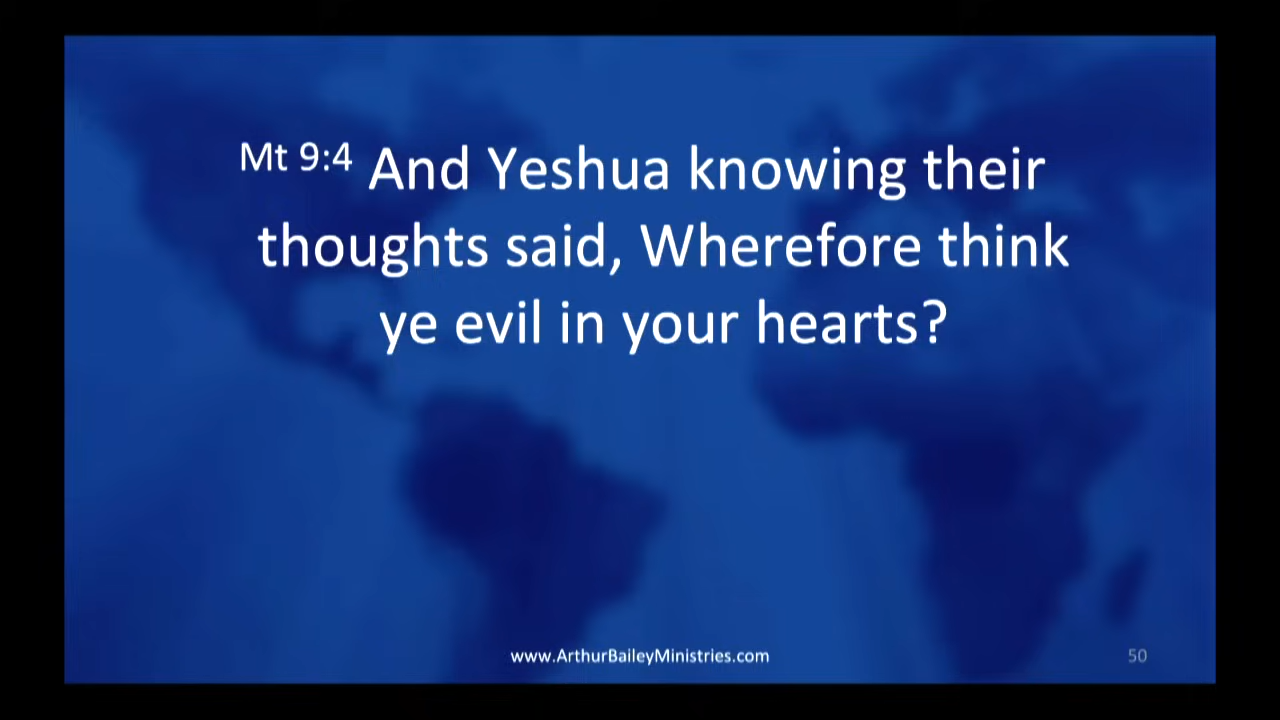 Mt 9:4 And Yeshua knowing their
thoughts said, Wherefore think
ye evil in your hearts?
www.ArthurBaileyMinistries.com
50